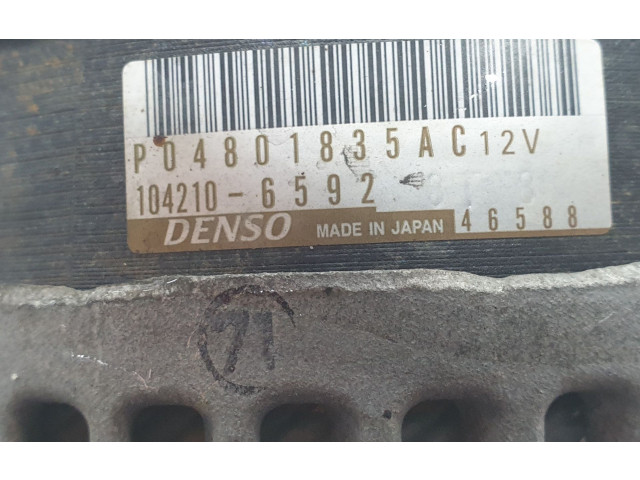 P04801835AC 12V
104210-6592
DENSO MADE IN JAPAN 46588
71